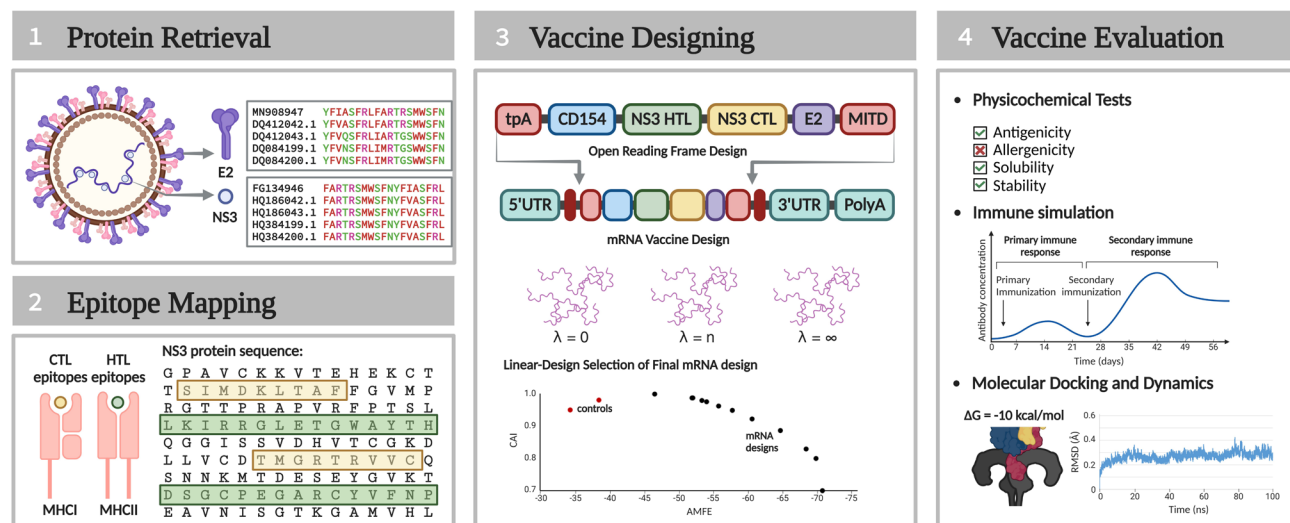 1 Protein Retrieval
MN908947 YFIASFRLFARTRSMWSFN
DQ412042.1 YFVASFRLFARTRSMWSFN
DQ412043.1 YFVQSFRLIARTGSMWSFN
DQ084199.1 YFVNSFRLIMRTGSWWSFN
DQ084200.1 YFVNSFRLIMRTGSWWSFN
E2
FG134946 FARTRSMWSFNYFIASFRL
HQ186042.1 FARTRSMWSFNYFVASFRL
HQ186043.1 FARTRSMWSFNYFVASFRL
HQ384199.1 FARTRSMWSFNYFVASFRL
HQ384200.1 FARTRSMWSFNYFVASFRL
NS3
2 Epitope Mapping
CTL
epitopes
HTL
epitopes
MHCI
MHCII
NS3 protein sequence:
G P A V C K K V T E H E K C T
T S I M D K L T A F F G V M P
R G T T P R A P V R F P T S L
L K I R R G L E T G W A Y T H
Q G G I S S V D H V T C G K D
L L V C D T M G R T R V V C Q
S N N K M T D E S E Y G V K T
D S G C P E G A R C Y V F N P
E A V N I S G T K G A M V H L
3 Vaccine Designing
tpA CD154 NS3 HTL NS3 CTL E2 MITD
Open Reading Frame Design
5'UTR 3'UTR PolyA
mRNA Vaccine Design
λ = 0 λ = n λ = ∞
Linear-Design Selection of Final mRNA design
CAI
1.0
0.9
0.8
0.7
controls
mRNA
designs
-30 -35 -40 -45 -50 -55 -60 -65 -70 -75
AMFE
4 Vaccine Evaluation
• Physicochemical Tests
Antigenicity
Allergenicity
Solubility
Stability
• Immune simulation
Antibody concentration
Primary immune
response
Secondary immune
response
Primary
Immunization
Secondary
immunization
0 7 14 21 28 35 42 49 56
Time (days)
• Molecular Docking and Dynamics
ΔG = -10 kcal/mol
RMSD (Å)
0.6
0.4
0.2
0
0 20 40 60 80 100
Time (ns)